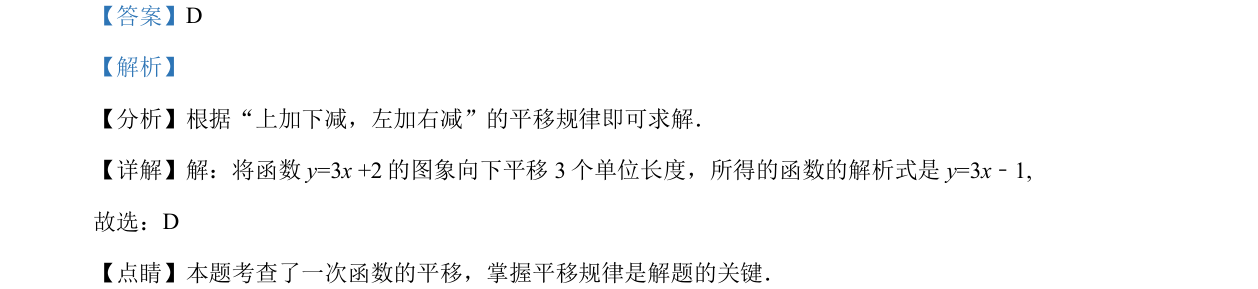 【答案】D
【解析】
【分析】根据“上加下减，左加右减”的平移规律即可求解．
【详解】解：将函数 y=3x +2 的图象向下平移 3 个单位长度，所得的函数的解析式是 y=3x﹣1，
故选：D
【点睛】本题考查了一次函数的平移，掌握平移规律是解题的关键．